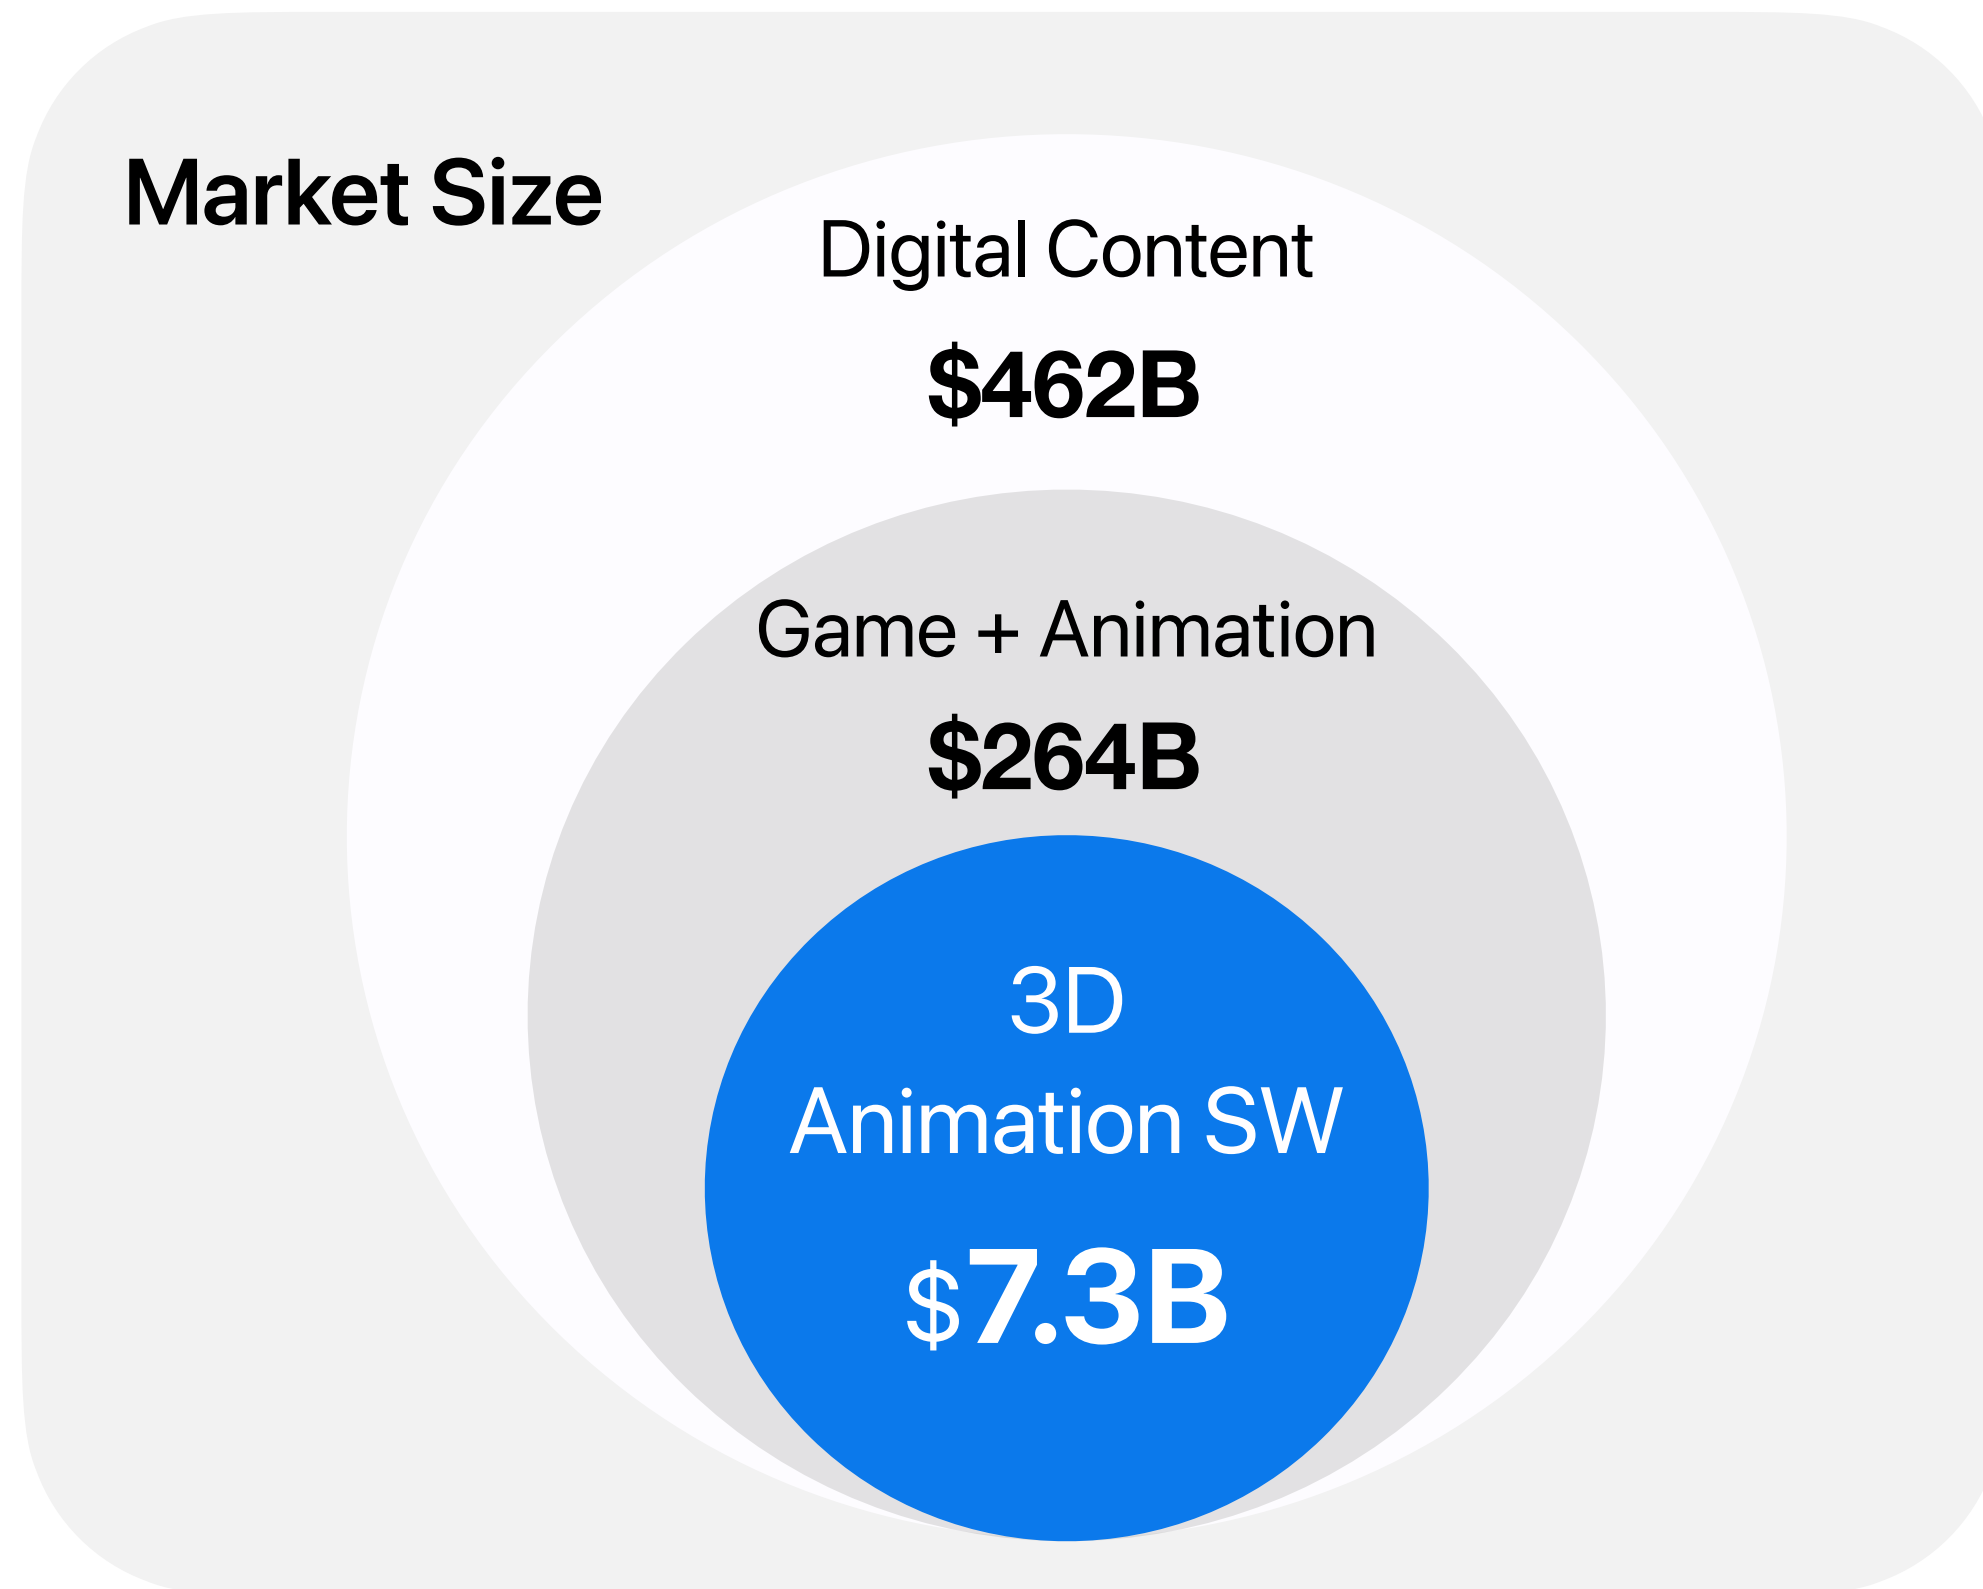 Market Size
Digital Content
$462B
Game + Animation
$264B
3D
Animation SW
$7.3B